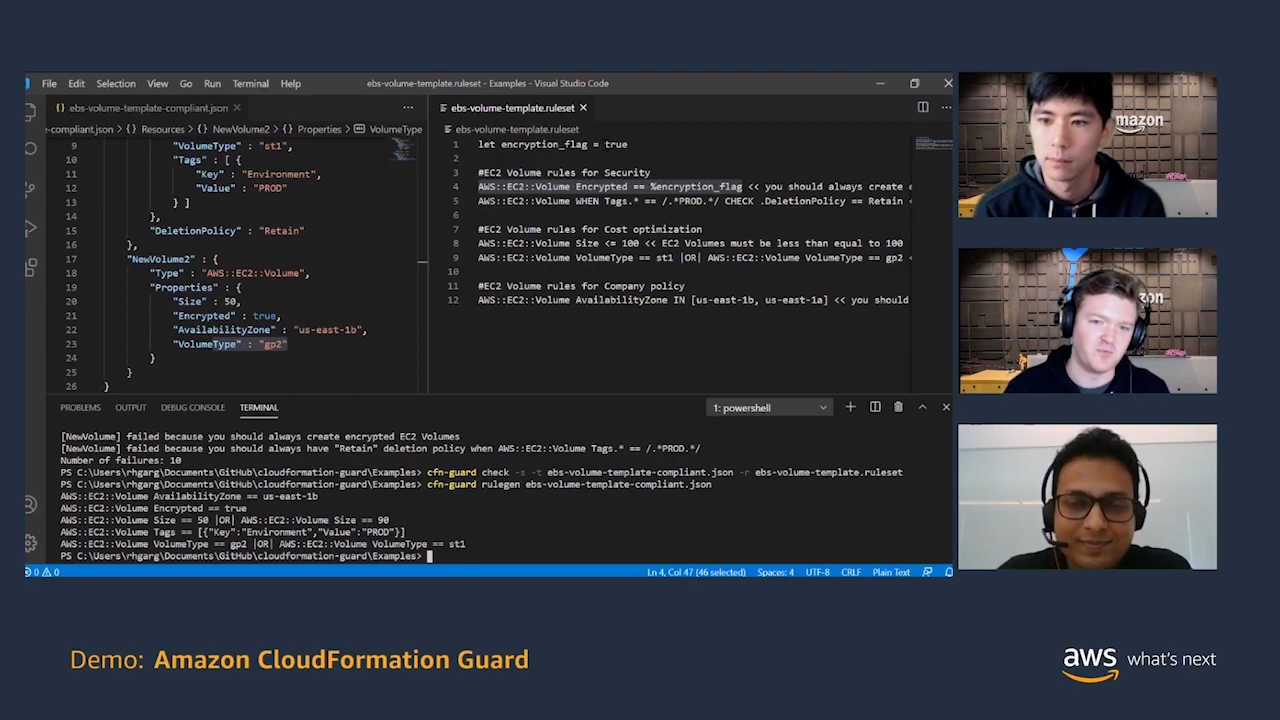 File Edit Selection View Go Run Terminal Help
ebs-volume-template.ruleset - Examples - Visual Studio Code
{} ebs-volume-template-compliant.json ×
ebs-volume-template.ruleset ×
e-compliant.json > {} Resources > {} NewVolume2 > {} Properties > VolumeType
ebs-volume-template.ruleset
9 "VolumeType" : "st1",
10 "Tags" : [ {
11 "Key" : "Environment",
12 "Value" : "PROD"
13 } ]
14 },
15 "DeletionPolicy" : "Retain"
16 },
17 "NewVolume2" : {
18 "Type" : "AWS::EC2::Volume",
19 "Properties" : {
20 "Size" : 50,
21 "Encrypted" : true,
22 "AvailabilityZone" : "us-east-1b",
23 "VolumeType" : "gp2"
24 }
25 }
26 }
1 let encryption_flag = true
2
3 #EC2 Volume rules for Security
4 AWS::EC2::Volume Encrypted == %encryption_flag << you should always create e
5 AWS::EC2::Volume WHEN Tags.* == /.*PROD.*/ CHECK .DeletionPolicy == Retain <
6
7 #EC2 Volume rules for Cost optimization
8 AWS::EC2::Volume Size <= 100 << EC2 Volumes must be less than equal to 100
9 AWS::EC2::Volume VolumeType == st1 |OR| AWS::EC2::Volume VolumeType == gp2 <
10
11 #EC2 Volume rules for Company policy
12 AWS::EC2::Volume AvailabilityZone IN [us-east-1b, us-east-1a] << you should
PROBLEMS OUTPUT DEBUG CONSOLE TERMINAL
1: powershell
[NewVolume] failed because you should always create encrypted EC2 Volumes
[NewVolume] failed because you should always have "Retain" deletion policy when AWS::EC2::Volume Tags.* == /.*PROD.*/
Number of failures: 10
PS C:\Users\rhgarg\Documents\GitHub\cloudformation-guard\Examples> cfn-guard check -s -t ebs-volume-template-compliant.json -r ebs-volume-template.ruleset
PS C:\Users\rhgarg\Documents\GitHub\cloudformation-guard\Examples> cfn-guard rulegen ebs-volume-template-compliant.json
AWS::EC2::Volume AvailabilityZone == us-east-1b
AWS::EC2::Volume Encrypted == true
AWS::EC2::Volume Size == 50 |OR| AWS::EC2::Volume Size == 90
AWS::EC2::Volume Tags == [{"Key":"Environment","Value":"PROD"}]
AWS::EC2::Volume VolumeType == gp2 |OR| AWS::EC2::Volume VolumeType == st1
PS C:\Users\rhgarg\Documents\GitHub\cloudformation-guard\Examples>
0 0
Ln 4, Col 47 (46 selected) Spaces: 4 UTF-8 CRLF Plain Text
mazon
zon
Demo: Amazon CloudFormation Guard
aws what's next